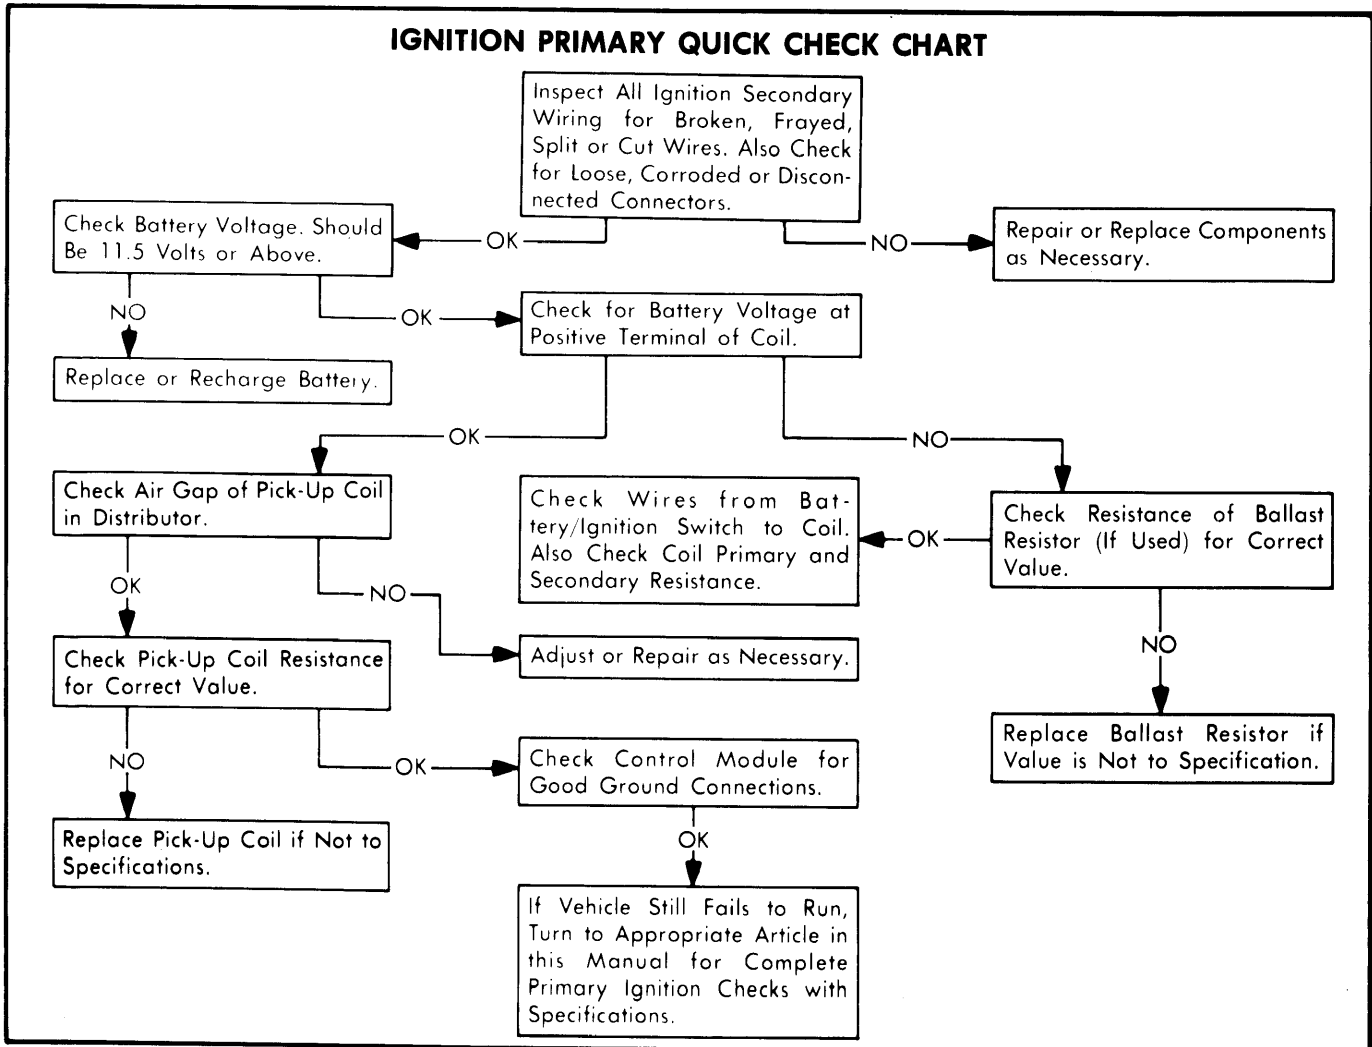 IGNITION PRIMARY QUICK CHECK CHART
Inspect All Ignition Secondary
Wiring for Broken, Frayed,
Split or Cut Wires. Also Check
for Loose, Corroded or Discon-
nected Connectors.
Check Battery Voltage. Should
Be 11.5 Volts or Above.
OK
NO
Repair or Replace Components
as Necessary.
NO
OK
Check for Battery Voltage at
Positive Terminal of Coil.
Replace or Recharge Battery.
OK
NO
Check Air Gap of Pick-Up Coil
in Distributor.
Check Wires from Bat-
tery/Ignition Switch to Coil.
Also Check Coil Primary and
Secondary Resistance.
OK
Check Resistance of Ballast
Resistor (If Used) for Correct
Value.
OK
NO
NO
Check Pick-Up Coil Resistance
for Correct Value.
Adjust or Repair as Necessary.
NO
OK
Check Control Module for
Good Ground Connections.
Replace Ballast Resistor if
Value is Not to Specification.
Replace Pick-Up Coil if Not to
Specifications.
OK
If Vehicle Still Fails to Run,
Turn to Appropriate Article in
this Manual for Complete
Primary Ignition Checks with
Specifications.